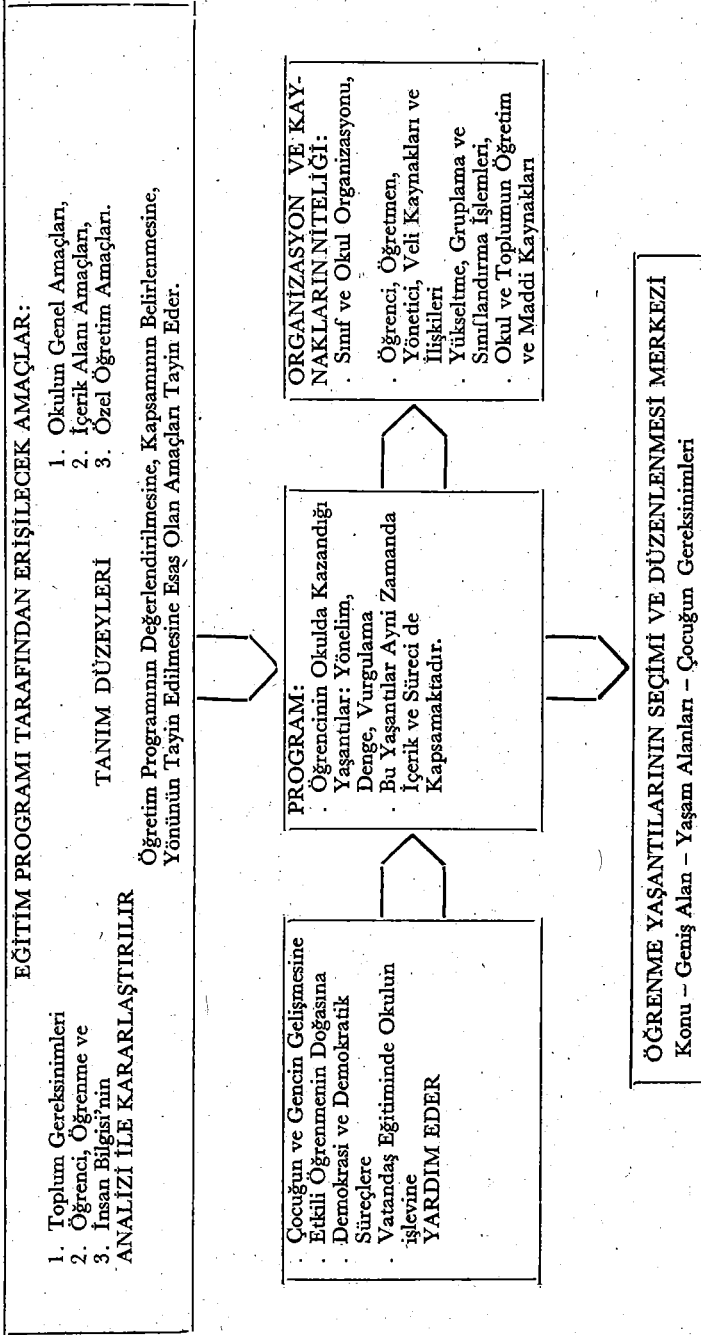 EĞİTİM PROGRAMI TARAFINDAN ERİŞİLECEK AMAÇLAR:
1. Toplum Gereksinimleri
2. Öğrenci, Öğrenme ve
3. İnsan Bilgisi'nin
ANALİZİ İLE KARARLAŞTIRILIR
TANIM DÜZEYLERİ
1. Okulun Genel Amaçları,
2. İçerik Alanı Amaçları,
3. Özel Öğretim Amaçları.
Öğretim Programının Değerlendirilmesine, Kapsamının Belirlenmesine,
Yönünün Tayin Edilmesine Esas Olan Amaçları Tayin Eder.
. Çocuğun ve Gencin Gelişmesine
. Etkili Öğrenmenin Doğasına
. Demokrasi ve Demokratik
Süreçlere
. Vatandaş Eğitiminde Okulun
işlevine
YARDIM EDER
PROGRAM:
. Öğrencinin Okulda Kazandığı
Yaşantılar: Yönelim,
Denge, Vurgulama
. Bu Yaşantılar Ayni Zamanda
İçerik ve Süreci de
Kapsamaktadır.
ORGANİZASYON VE KAY-
NAKLARIN NİTELİĞİ:
. Sınıf ve Okul Organizasyonu,
. Öğrenci, Öğretmen,
Yönetici, Veli Kaynakları ve
İlişkileri
. Yükseltme, Gruplama ve
Sınıflandırma İşlemleri,
. Okul ve Toplumun Öğretim
ve Maddi Kaynakları
ÖĞRENME YAŞANTILARININ SEÇİMİ VE DÜZENLENMESİ MERKEZİ
Konu – Geniş Alan – Yaşam Alanları – Çocuğun Gereksinimleri